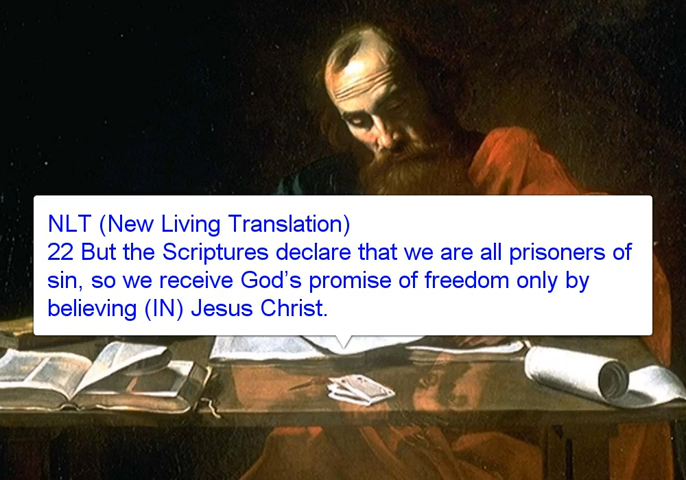 NLT (New Living Translation)
22 But the Scriptures declare that we are all prisoners of
sin, so we receive God’s promise of freedom only by
believing (IN) Jesus Christ.